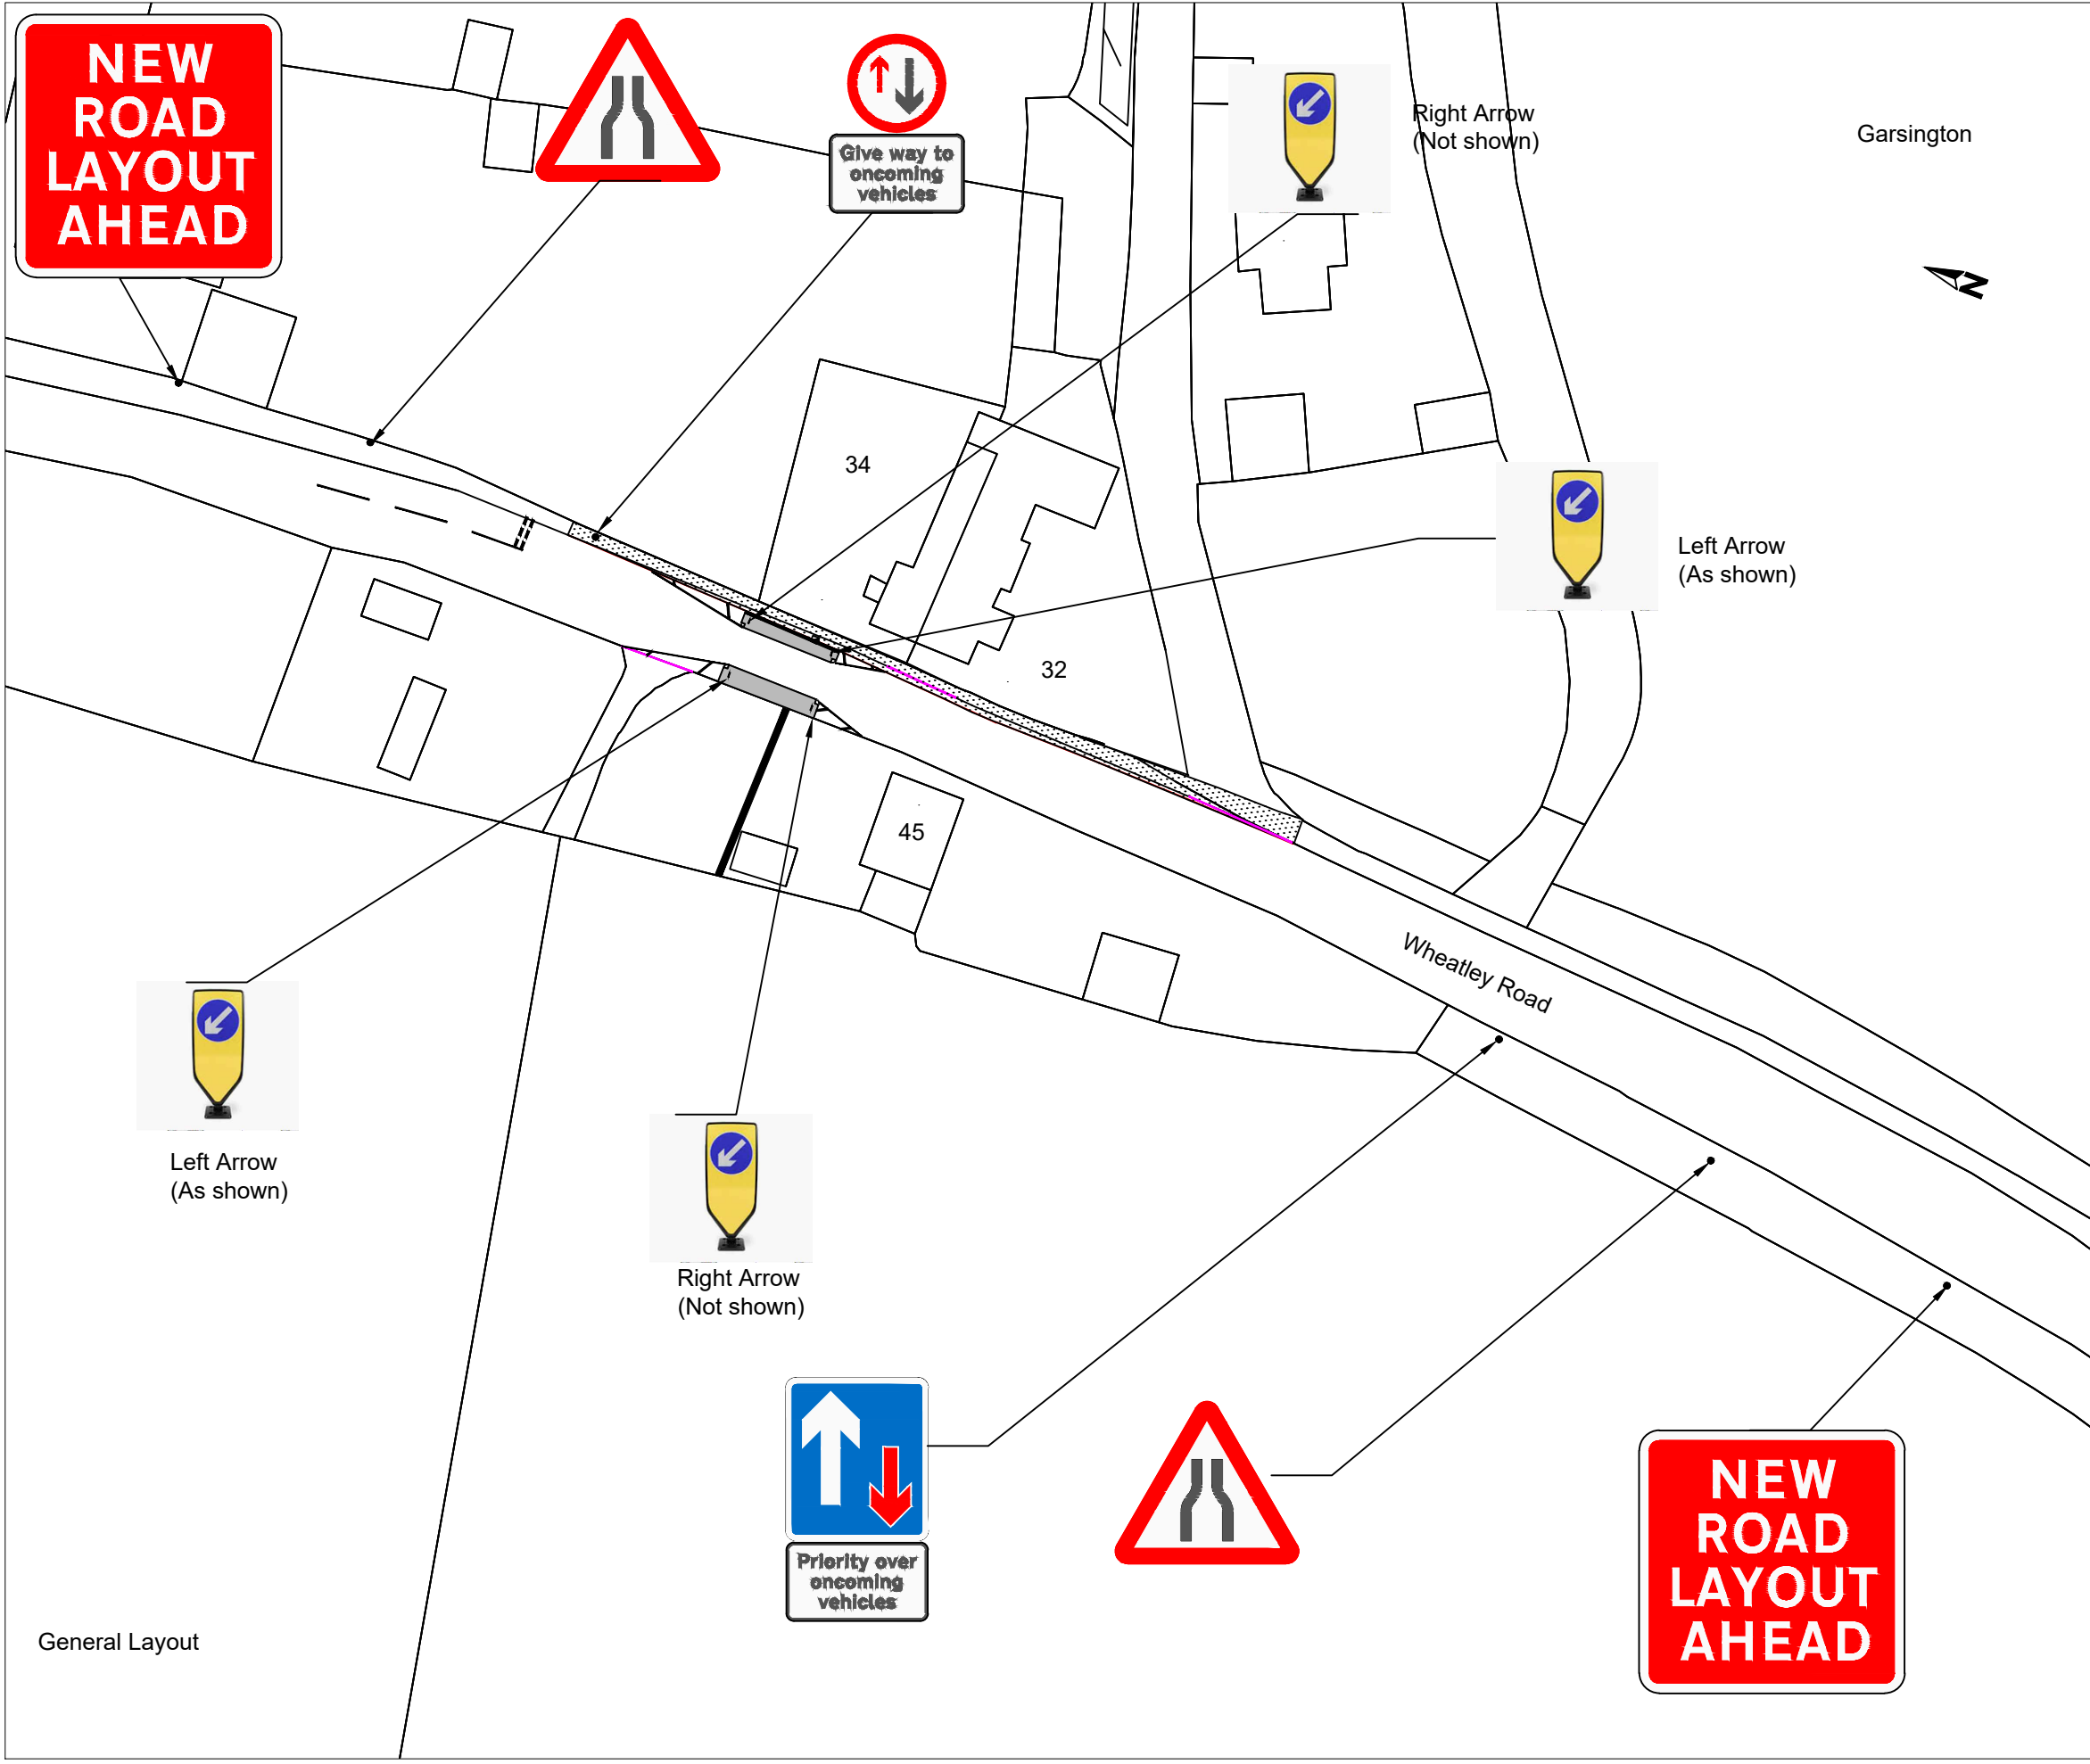 NEW
ROAD
LAYOUT
AHEAD
Give way to
oncoming
vehicles
Right Arrow
(Not shown)
Garsington
N
34
Left Arrow
(As shown)
32
45
Wheatley Road
Left Arrow
(As shown)
Right Arrow
(Not shown)
Priority over
oncoming
vehicles
NEW
ROAD
LAYOUT
AHEAD
General Layout